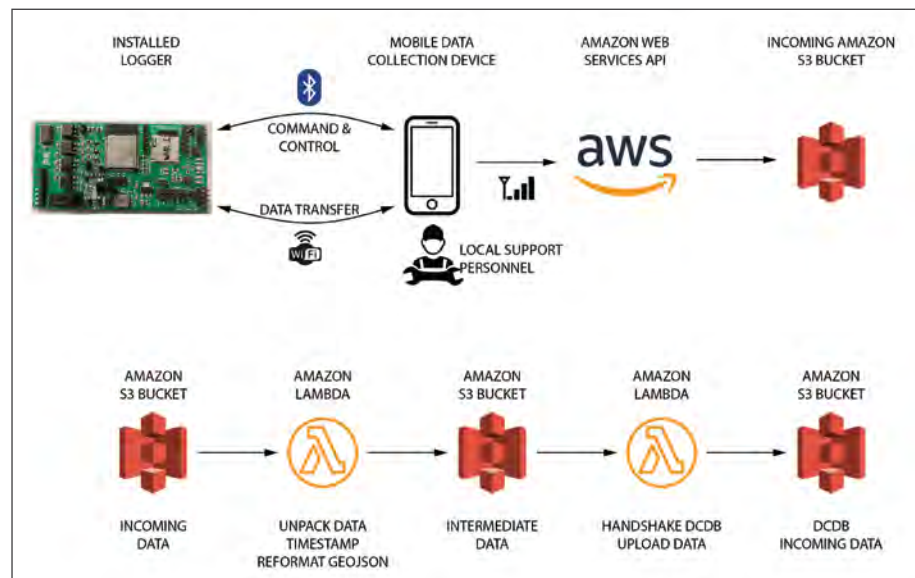 INSTALLED
LOGGER
MOBILE DATA
COLLECTION DEVICE
AMAZON WEB
SERVICES API
INCOMING AMAZON
S3 BUCKET
COMMAND &
CONTROL
aws
DATA TRANSFER
WiFi
LOCAL SUPPORT
PERSONNEL
AMAZON
S3 BUCKET
AMAZON
LAMBDA
AMAZON
S3 BUCKET
AMAZON
LAMBDA
AMAZON
S3 BUCKET
INCOMING
DATA
UNPACK DATA
TIMESTAMP
REFORMAT GEOJSON
INTERMEDIATE
DATA
HANDSHAKE DCDB
UPLOAD DATA
DCDB
INCOMING DATA